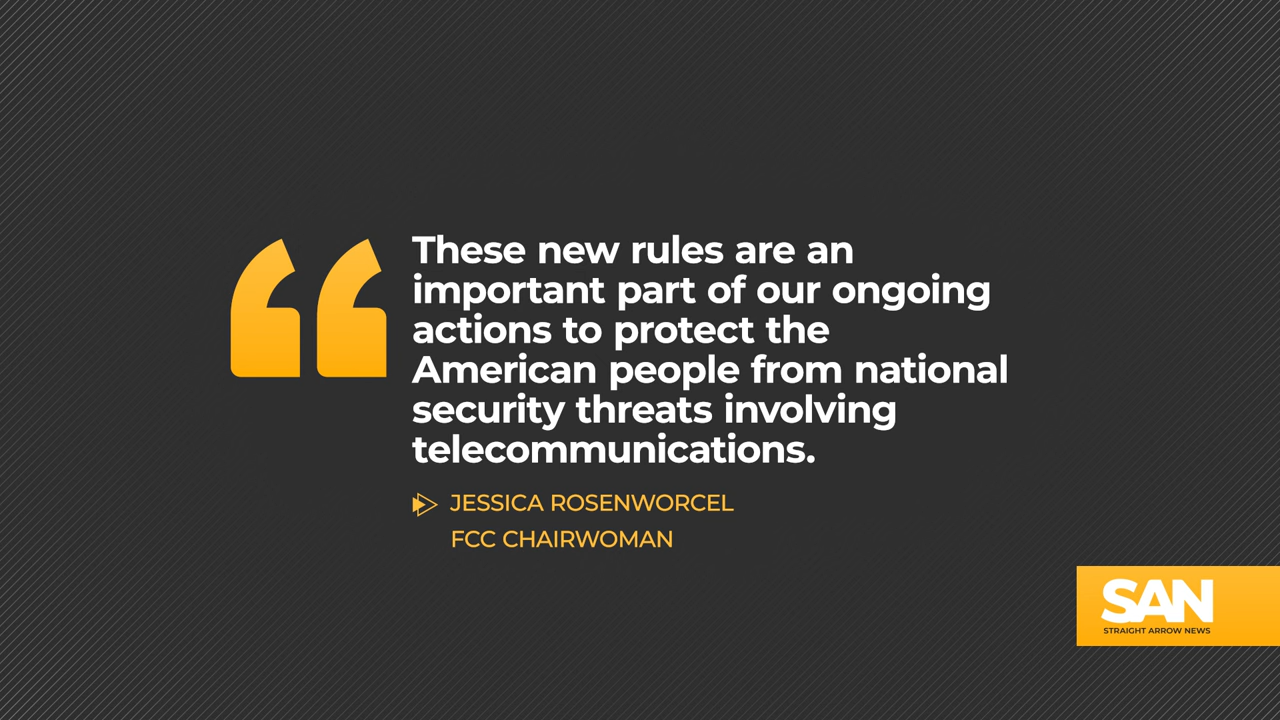 These new rules are an
important part of our ongoing
actions to protect the
American people from national
security threats involving
telecommunications.
JESSICA ROSENWORCEL
FCC CHAIRWOMAN
SAN
STRAIGHT ARROW NEWS